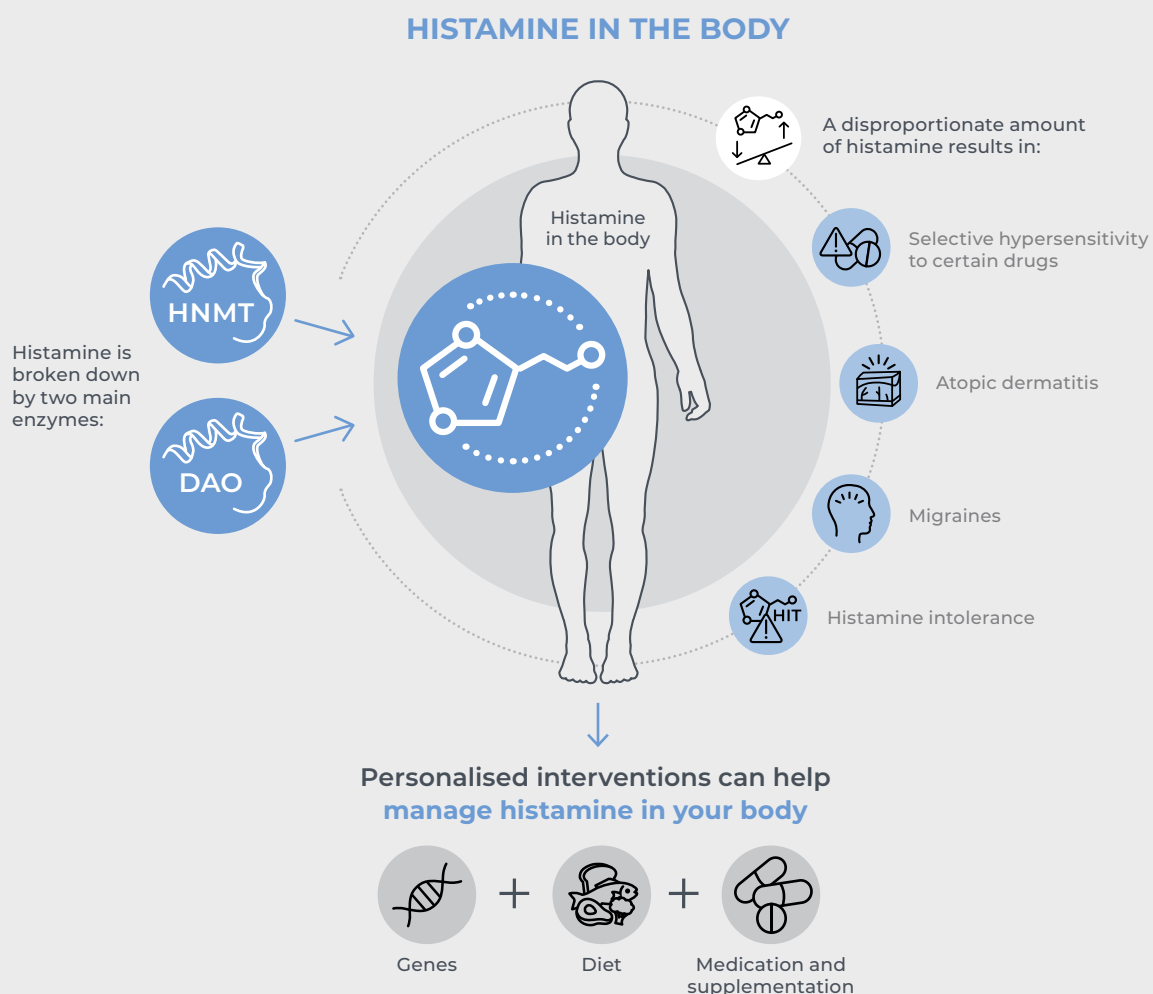 HISTAMINE IN THE BODY
Histamine is
broken down
by two main
enzymes:
HNMT
DAO
Histamine
in the body
A disproportionate amount
of histamine results in:
Selective hypersensitivity
to certain drugs
Atopic dermatitis
Migraines
HIT
Histamine intolerance
Personalised interventions can help
manage histamine in your body
Genes
+
Diet
+
Medication and
supplementation